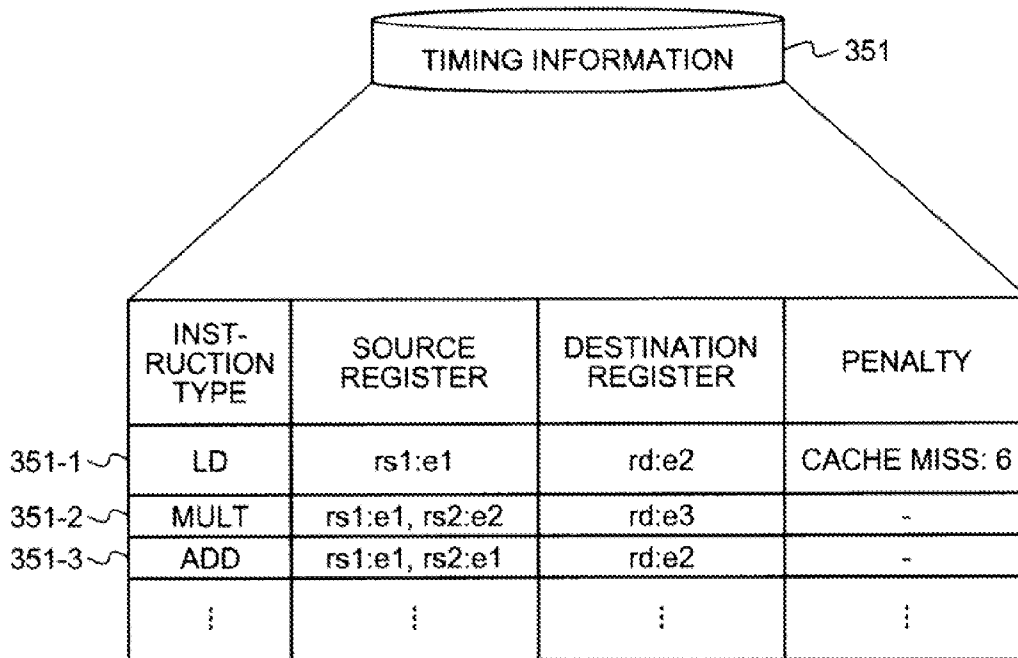 TIMING INFORMATION
351
INST-
RUCTION
TYPE
SOURCE
REGISTER
DESTINATION
REGISTER
PENALTY
351-1
LD
rs1:e1
rd:e2
CACHE MISS: 6
351-2
MULT
rs1:e1, rs2:e2
rd:e3
-
351-3
ADD
rs1:e1, rs2:e1
rd:e2
-
⋮
⋮
⋮
⋮